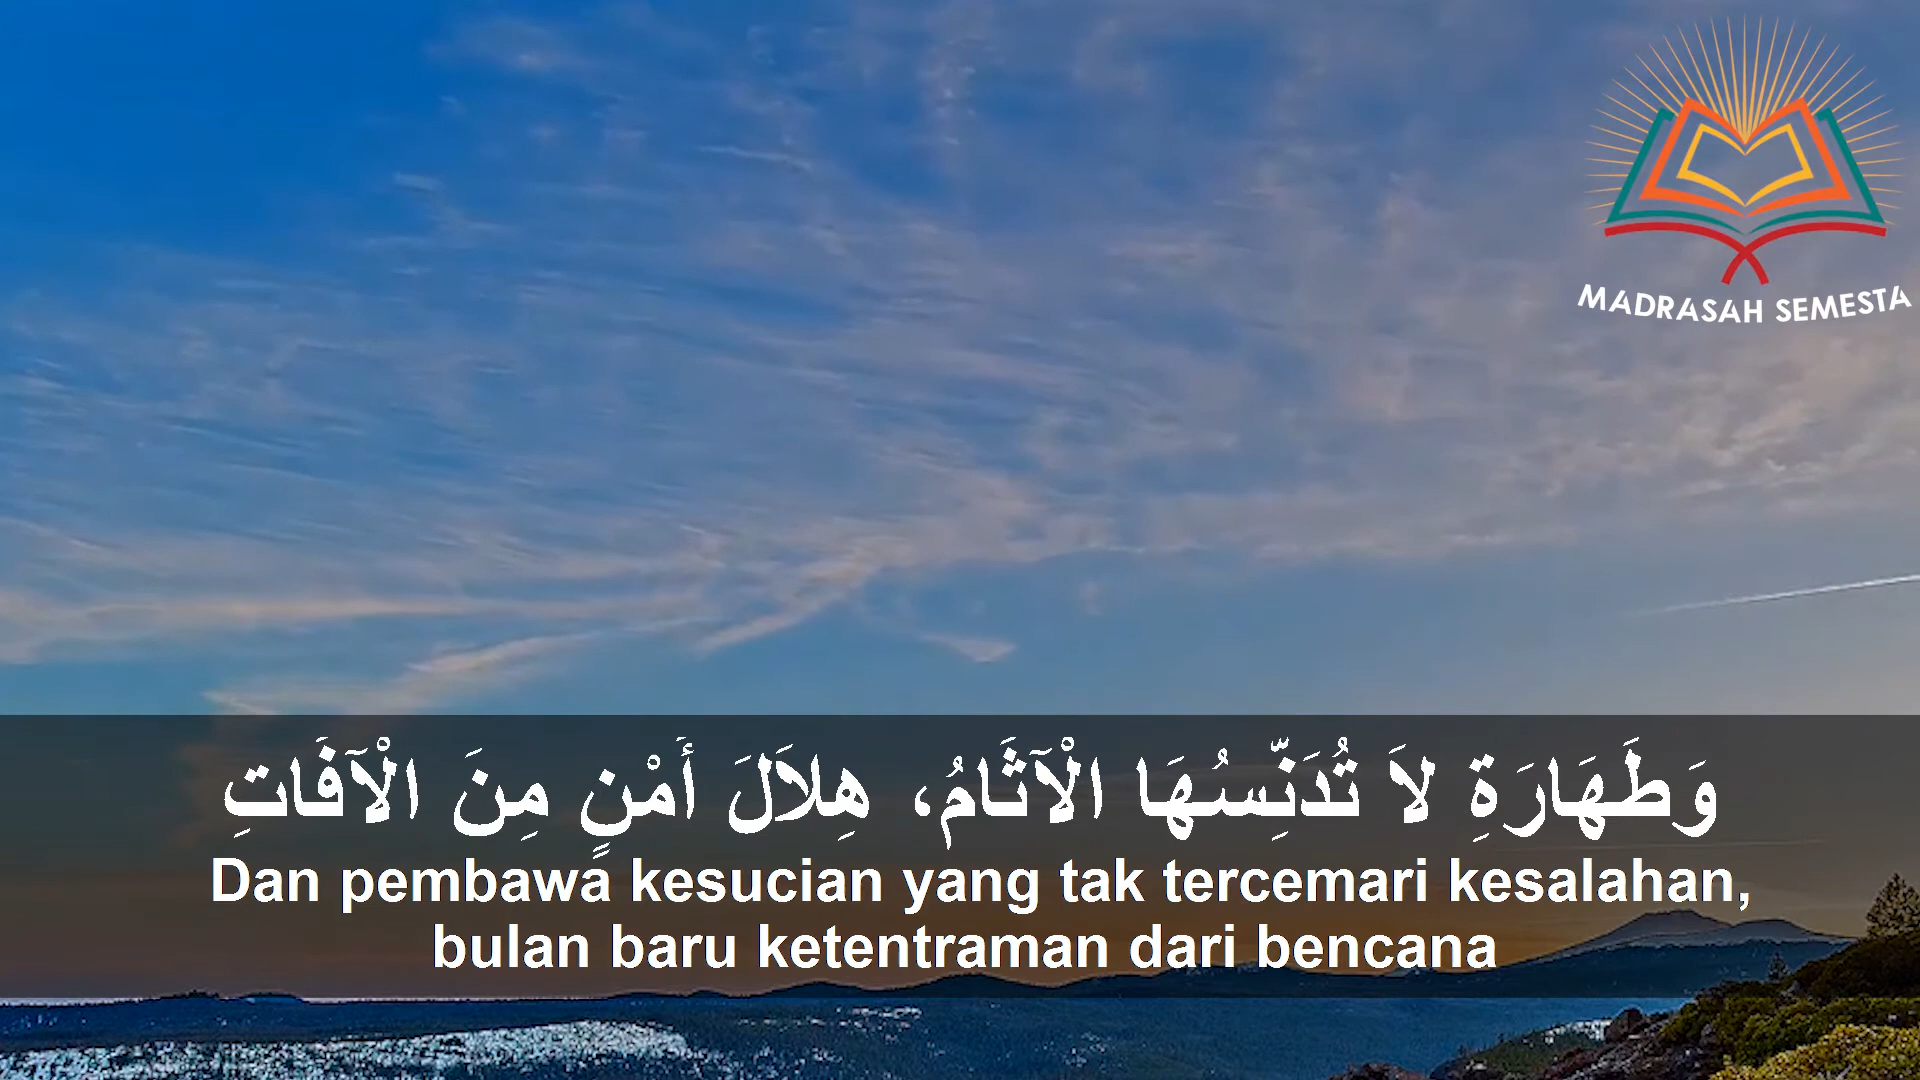 MADRASAH SEMESTA
وَطَهَارَةِ لاَ تُدَنِّسُهَا الْآثَامُ، هِلاَلَ أَمْنٍ مِنَ الْآفَاتِ
Dan pembawa kesucian yang tak tercemari kesalahan,
bulan baru ketentraman dari bencana